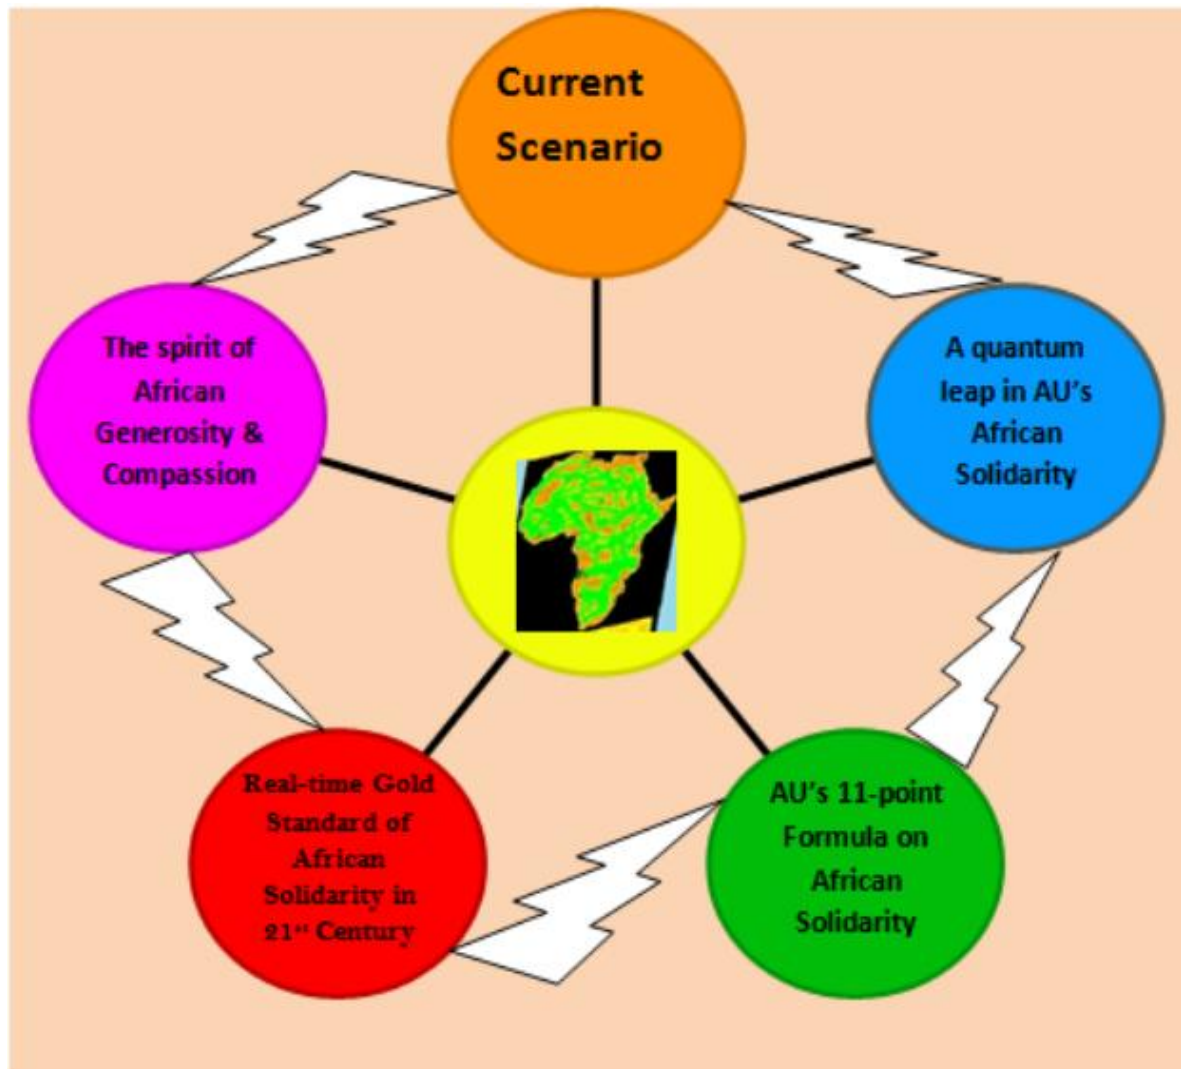 Current
Scenario
The spirit of
African
Generosity &
Compassion
A quantum
leap in AU's
African
Solidarity
Real-time Gold
Standard of
African
Solidarity in
21st Century
AU's 11-point
Formula on
African
Solidarity